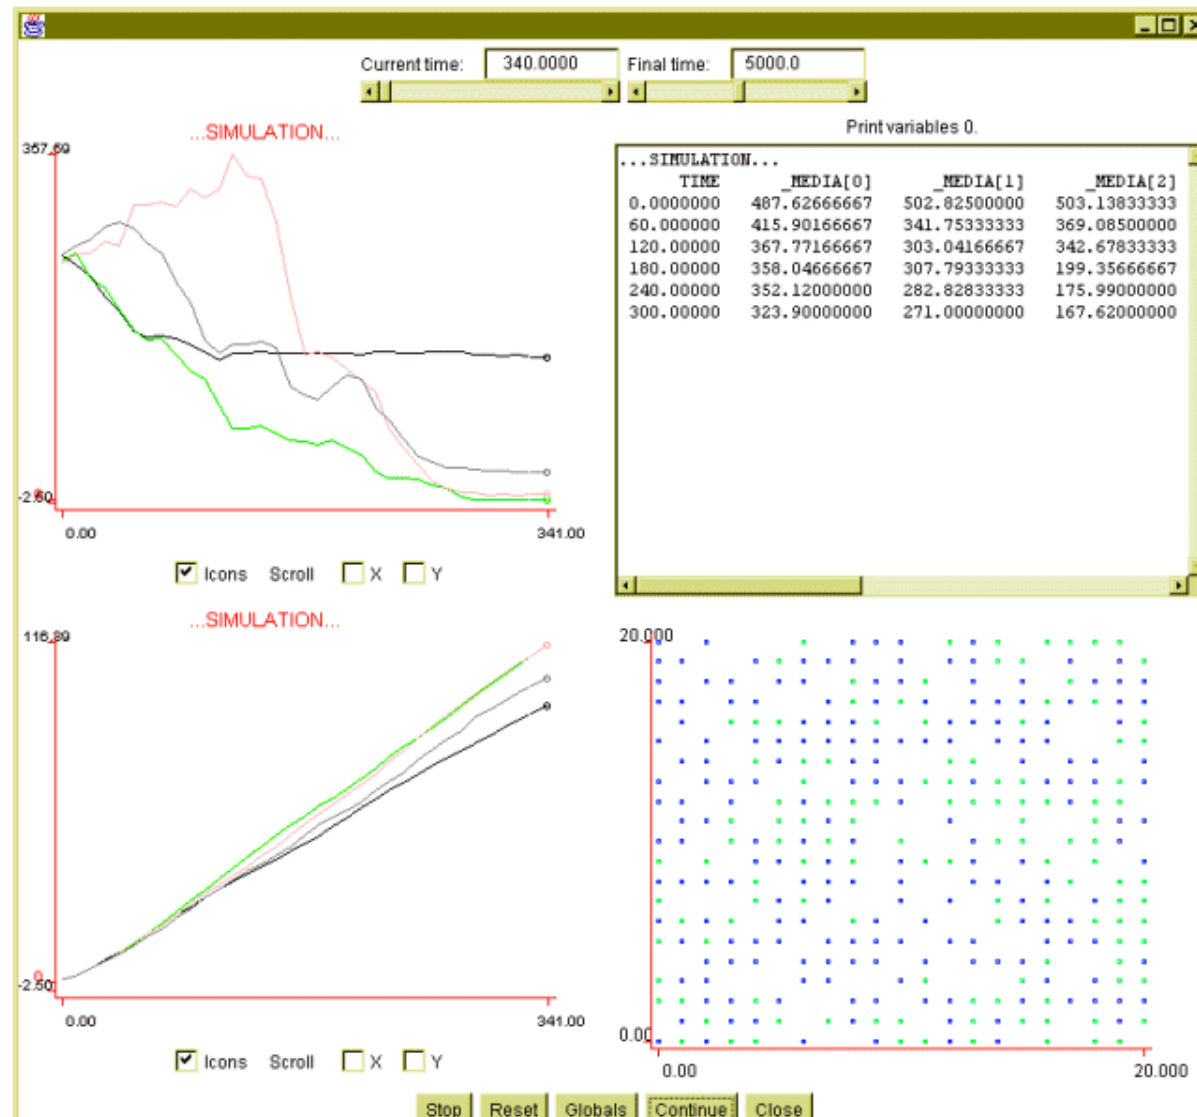 Current time: 340.0000 Final time: 5000.0
...SIMULATION...
357.59
-2.50
0
0.00 341.00
Icons Scroll X Y
Print variables 0.
...SIMULATION...
TIME _MEDIA[0] _MEDIA[1] _MEDIA[2]
0.0000000 487.62666667 502.82500000 503.13833333
60.000000 415.90166667 341.75333333 369.08500000
120.00000 367.77166667 303.04166667 342.67833333
180.00000 358.04666667 307.79333333 199.35666667
240.00000 352.12000000 282.82833333 175.99000000
300.00000 323.90000000 271.00000000 167.62000000
...SIMULATION...
116.39
-2.50
0
0.00 341.00
Icons Scroll X Y
20.000
0.00
0.00 20.000
Stop Reset Globals Continue Close